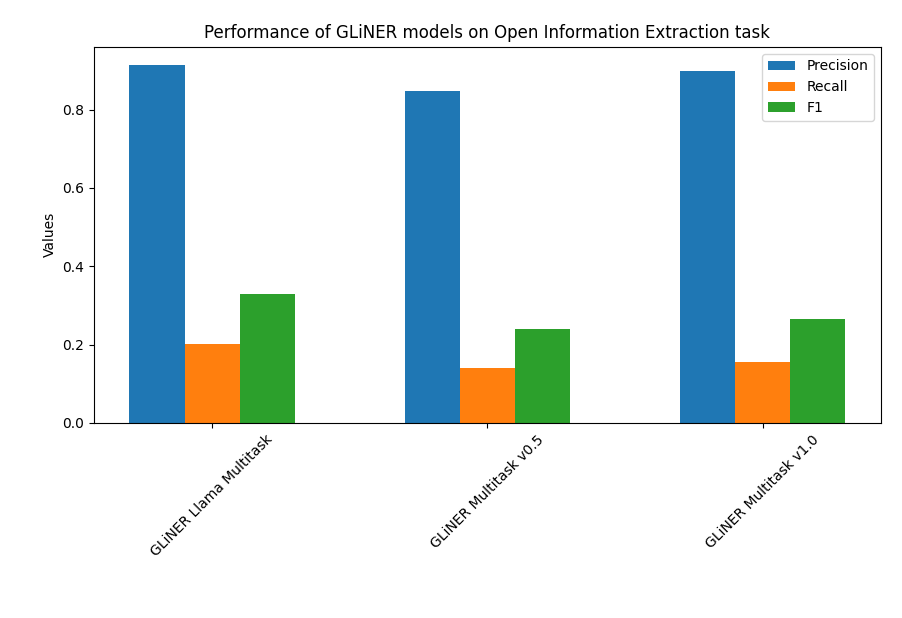 Performance of GLiNER models on Open Information Extraction task
Precision
Recall
F1
Values
0.8
0.6
0.4
0.2
0.0
GLiNER Llama Multitask
GLiNER Multitask v0.5
GLiNER Multitask v1.0